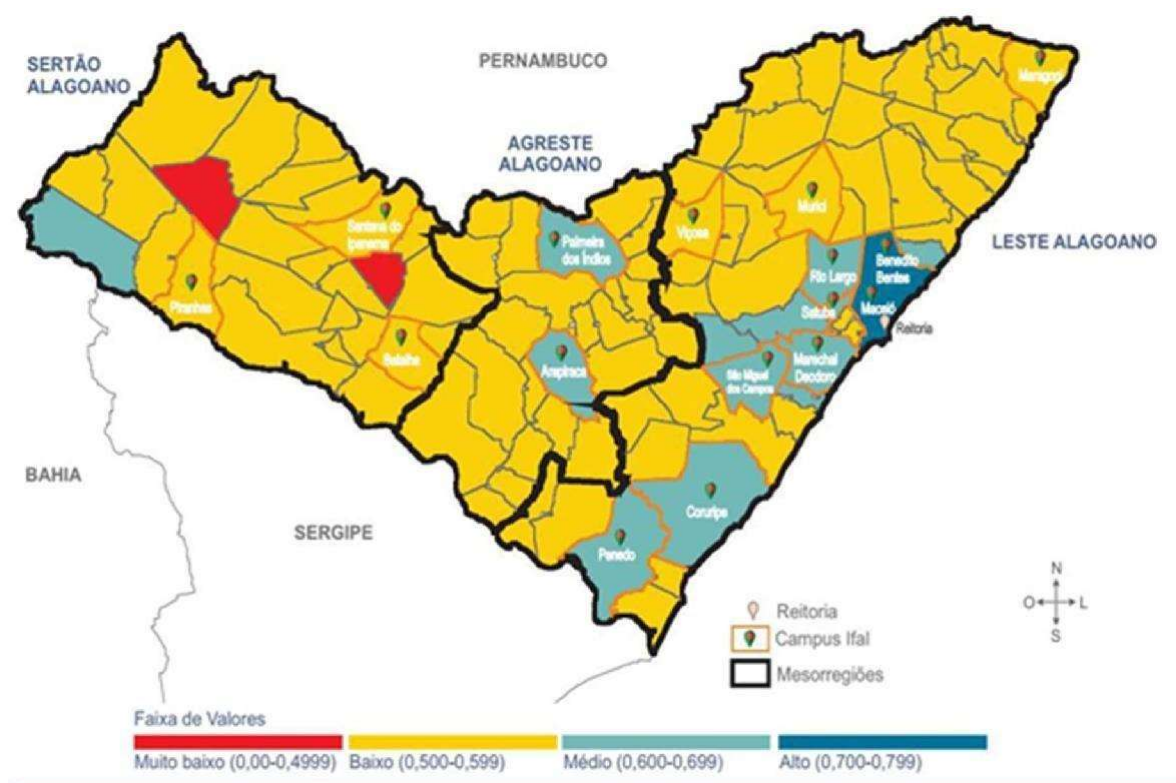 SERTÃO
ALAGOANO
PERNAMBUCO
AGRESTE
ALAGOANO
LESTE ALAGOANO
Maragogi
Murici
Viçosa
Santana do
Ipanema
Palmeira
dos Índios
Benedito
Bentes
Rio Largo
Piranhas
Maceió
Satuba
Reitoria
Batalha
Arapiraca
Marechal
Deodoro
São Miguel
dos Campos
BAHIA
Coruripe
SERGIPE
Penedo
N
O
L
S
Reitoria
Campus Ifal
Mesorregiões
Faixa de Valores
Muito baixo (0,00-0,4999)
Baixo (0,500-0,599)
Médio (0,600-0,699)
Alto (0,700-0,799)